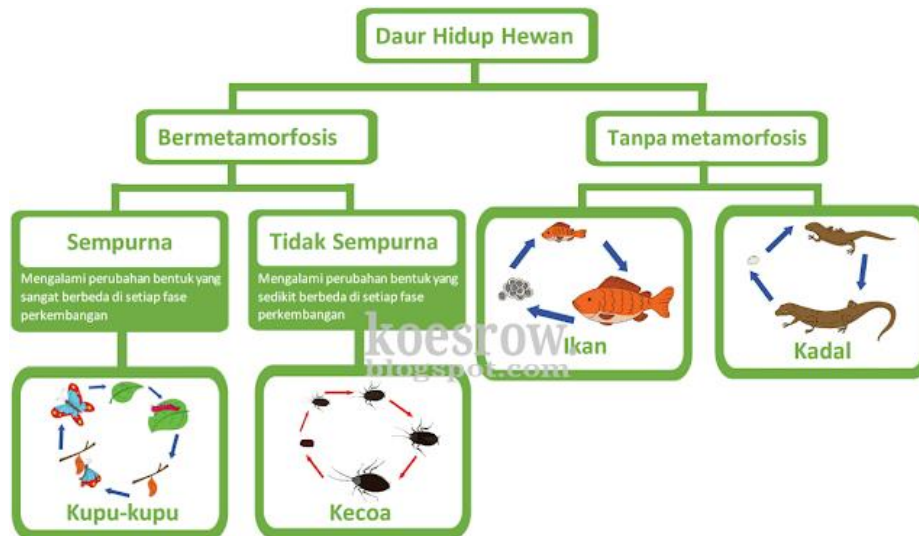 Daur Hidup Hewan
Bermetamorfosis
Tanpa metamorfosis
Sempurna
Mengalami perubahan bentuk yang
sangat berbeda di setiap fase
perkembangan
Tidak Sempurna
Mengalami perubahan bentuk yang
sedikit berbeda di setiap fase
perkembangan
Ikan
Kadal
koesrow.
blogspot.com
Kupu-kupu
Kecoa